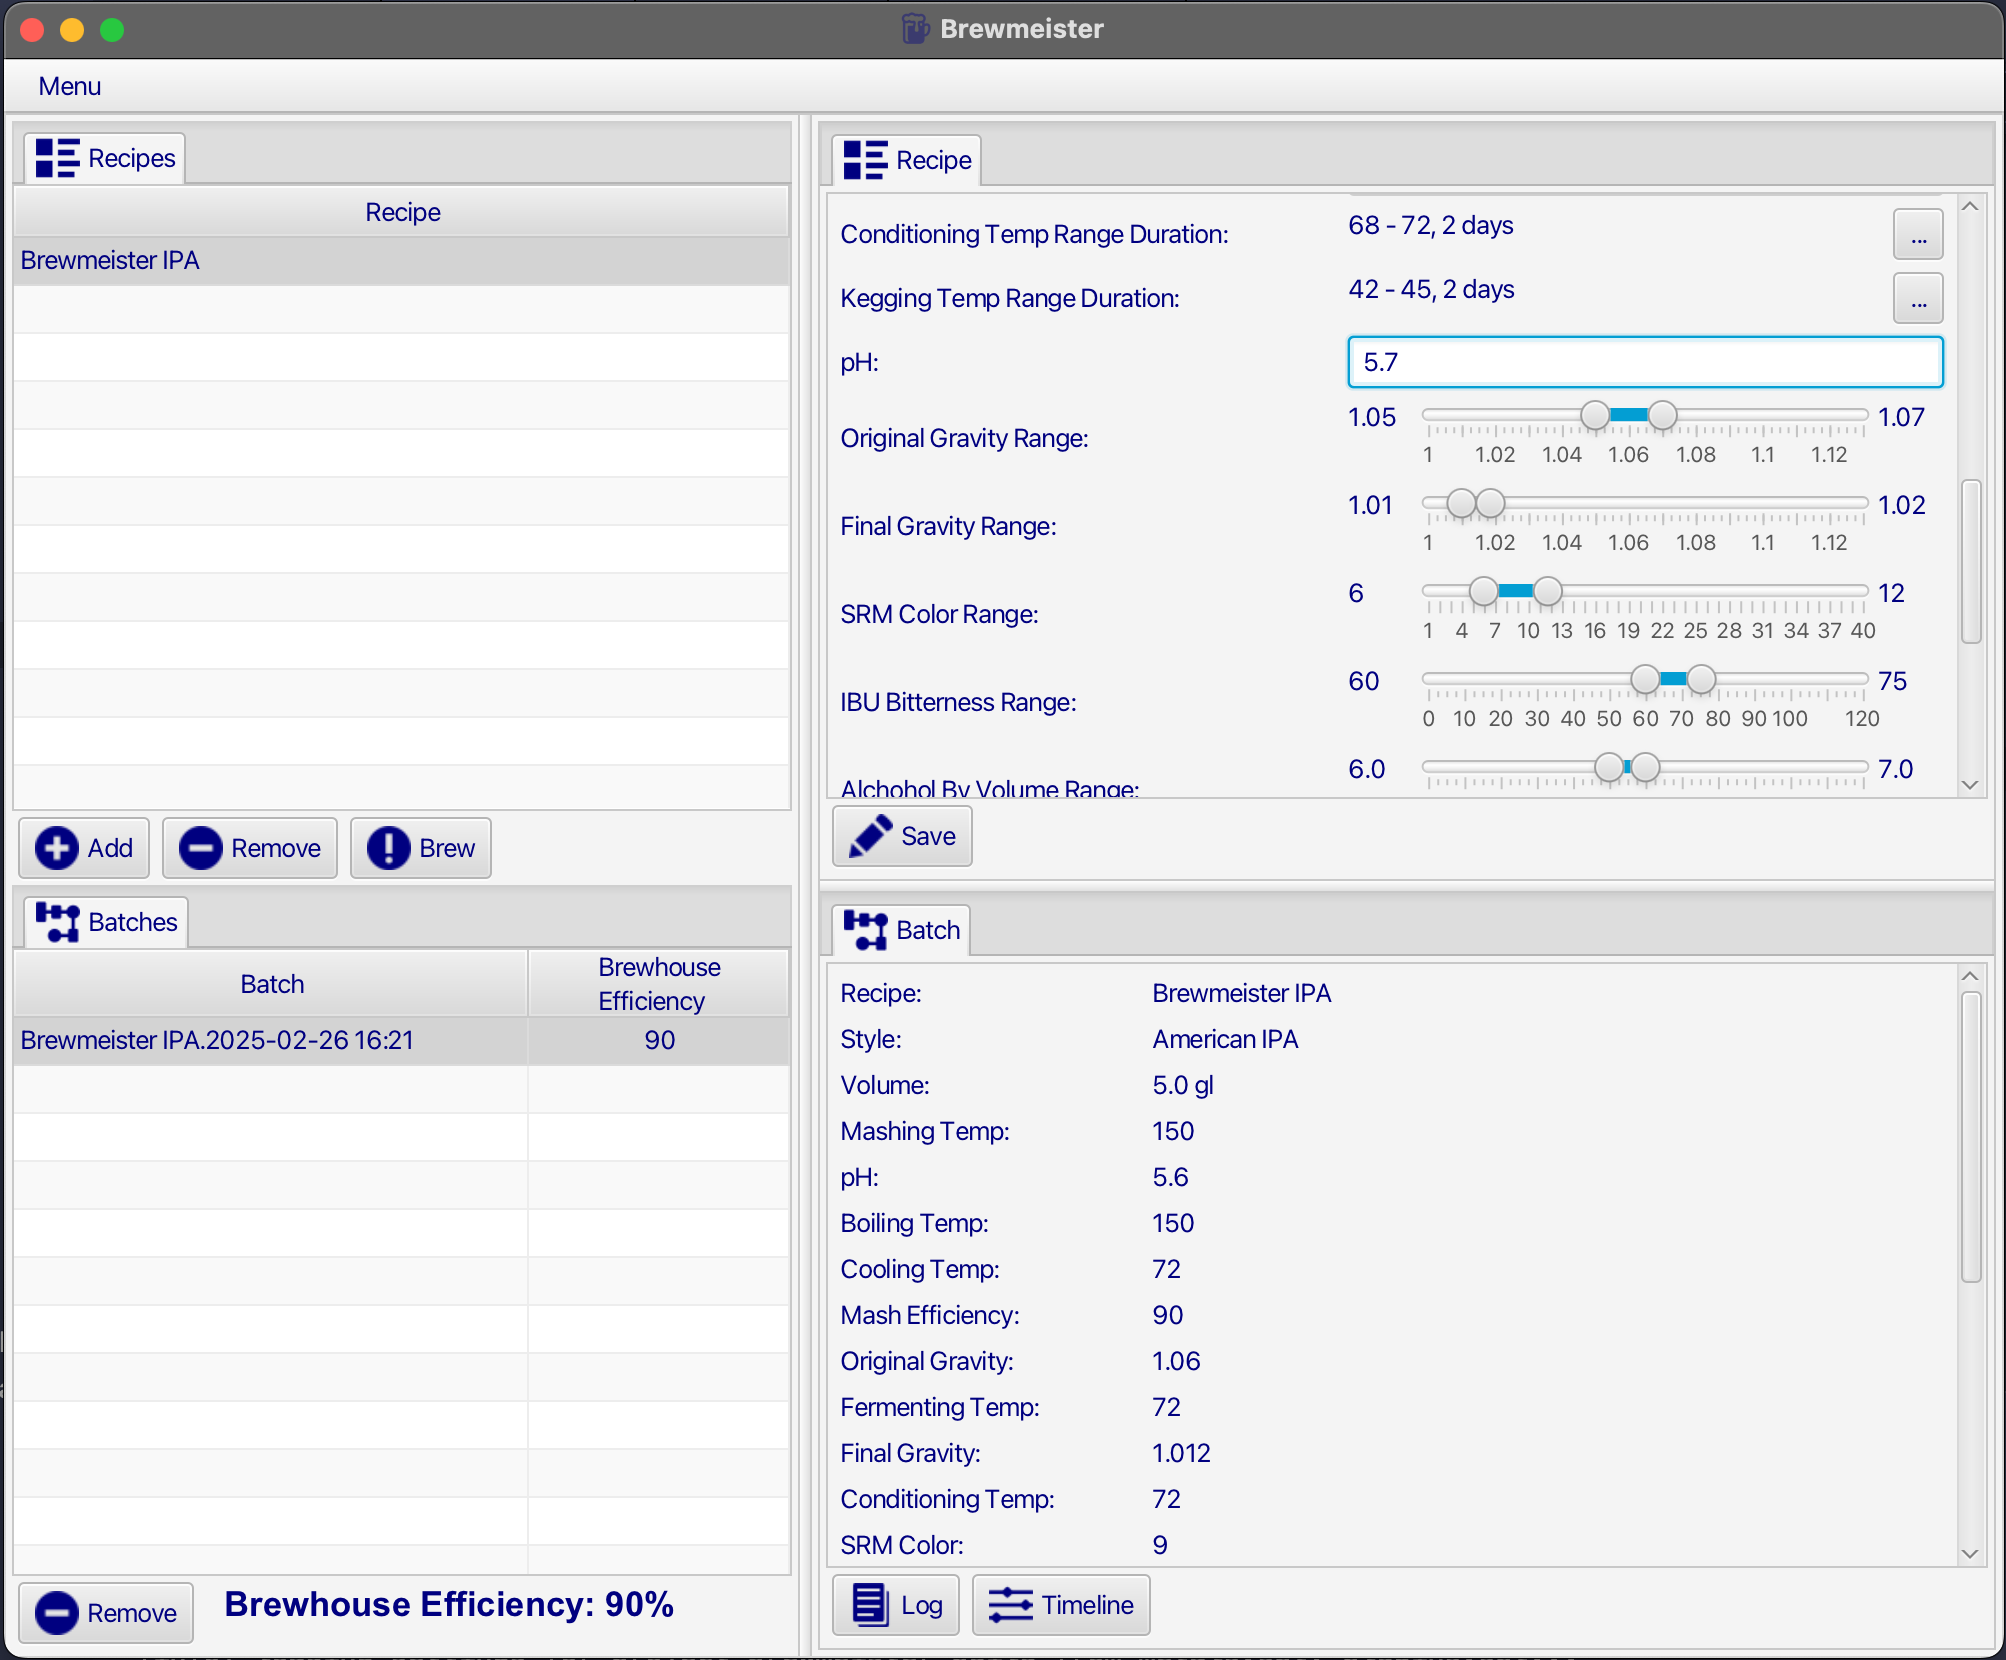 Brewmeister
Menu
Recipes
Recipe
Brewmeister IPA
Add
Remove
Brew
Batches
Batch
Brewhouse
Efficiency
Brewmeister IPA.2025-02-26 16:21
90
Remove
Brewhouse Efficiency: 90%
Recipe
Conditioning Temp Range Duration:
68 - 72, 2 days
...
Kegging Temp Range Duration:
42 - 45, 2 days
...
pH:
5.7
Original Gravity Range:
1.05
1.07
1 1.02 1.04 1.06 1.08 1.1 1.12
Final Gravity Range:
1.01
1.02
1 1.02 1.04 1.06 1.08 1.1 1.12
SRM Color Range:
6
12
1 4 7 10 13 16 19 22 25 28 31 34 37 40
IBU Bitterness Range:
60
75
0 10 20 30 40 50 60 70 80 90 100 120
Alchohol By Volume Range:
6.0
7.0
Save
Batch
Recipe: Brewmeister IPA
Style: American IPA
Volume: 5.0 gl
Mashing Temp: 150
pH: 5.6
Boiling Temp: 150
Cooling Temp: 72
Mash Efficiency: 90
Original Gravity: 1.06
Fermenting Temp: 72
Final Gravity: 1.012
Conditioning Temp: 72
SRM Color: 9
Log
Timeline